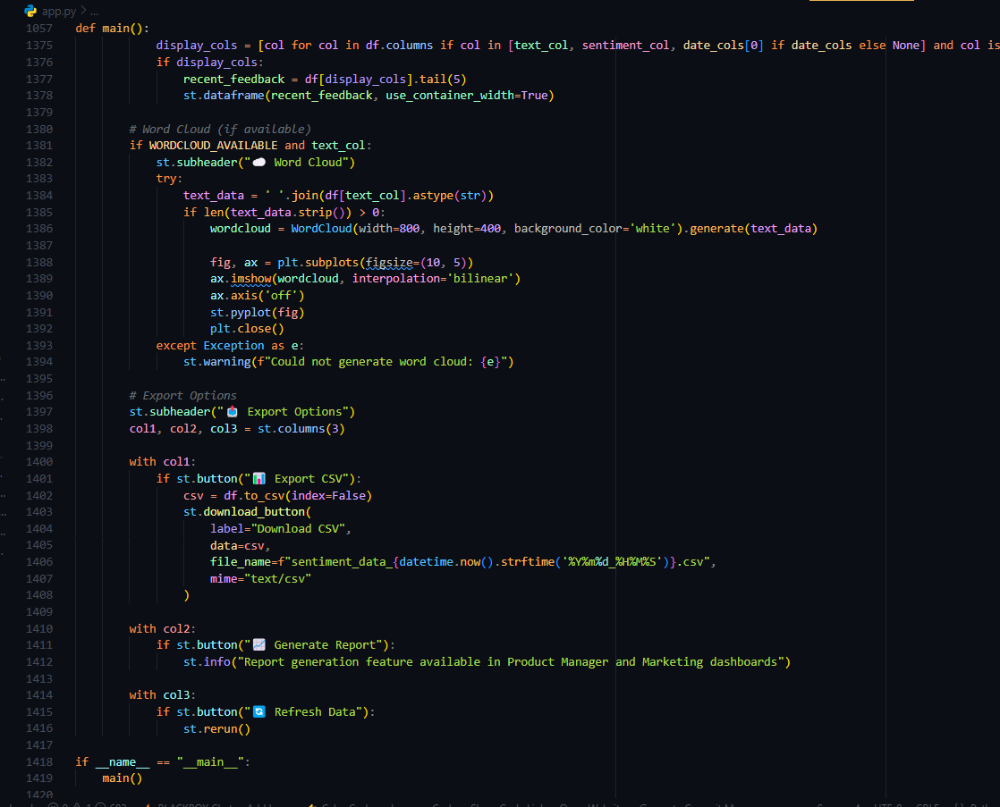 app.py > ...
1057 def main():
1375 display_cols = [col for col in df.columns if col in [text_col, sentiment_col, date_cols[0] if date_cols else None] and col is
1376 if display_cols:
1377 recent_feedback = df[display_cols].tail(5)
1378 st.dataframe(recent_feedback, use_container_width=True)
1379
1380 # Word Cloud (if available)
1381 if WORDCLOUD_AVAILABLE and text_col:
1382 st.subheader("☁️ Word Cloud")
1383 try:
1384 text_data = ' '.join(df[text_col].astype(str))
1385 if len(text_data.strip()) > 0:
1386 wordcloud = WordCloud(width=800, height=400, background_color='white').generate(text_data)
1387
1388 fig, ax = plt.subplots(figsize=(10, 5))
1389 ax.imshow(wordcloud, interpolation='bilinear')
1390 ax.axis('off')
1391 st.pyplot(fig)
1392 plt.close()
1393 except Exception as e:
1394 st.warning(f"Could not generate word cloud: {e}")
1395
1396 # Export Options
1397 st.subheader("📤 Export Options")
1398 col1, col2, col3 = st.columns(3)
1399
1400 with col1:
1401 if st.button("📊 Export CSV"):
1402 csv = df.to_csv(index=False)
1403 st.download_button(
1404 label="Download CSV",
1405 data=csv,
1406 file_name=f"sentiment_data_{datetime.now().strftime('%Y%m%d_%H%M%S')}.csv",
1407 mime="text/csv"
1408 )
1409
1410 with col2:
1411 if st.button("📈 Generate Report"):
1412 st.info("Report generation feature available in Product Manager and Marketing dashboards")
1413
1414 with col3:
1415 if st.button("🔄 Refresh Data"):
1416 st.rerun()
1417
1418 if __name__ == "__main__":
1419 main()
1420